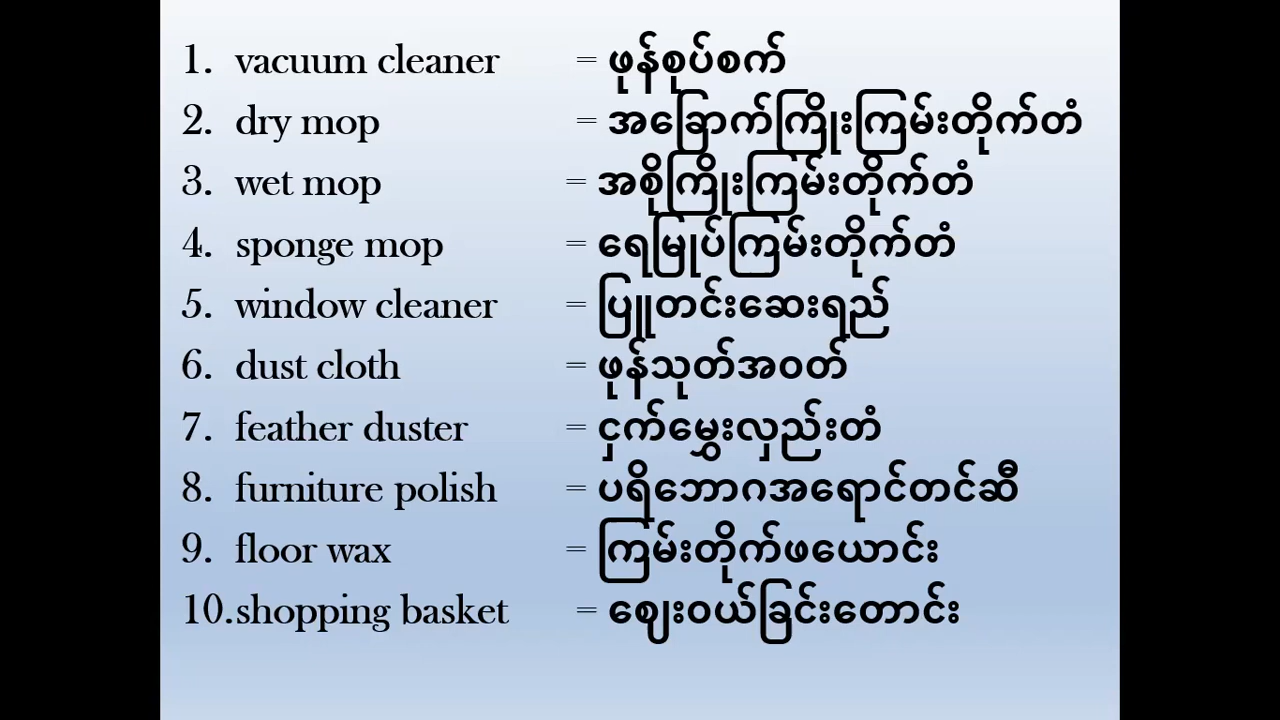 1. vacuum cleaner = ဖုန်စုပ်စက်
2. dry mop = အခြောက်ကြိုးကြမ်းတိုက်တံ
3. wet mop = အစိုကြိုးကြမ်းတိုက်တံ
4. sponge mop = ရေမြုပ်ကြမ်းတိုက်တံ
5. window cleaner = ပြူတင်းဆေးရည်
6. dust cloth = ဖုန်သုတ်အဝတ်
7. feather duster = ငှက်မွှေးလှည်းတံ
8. furniture polish = ပရိဘောဂအရောင်တင်ဆီ
9. floor wax = ကြမ်းတိုက်ဖယောင်း
10. shopping basket = ဈေးဝယ်ခြင်းတောင်း